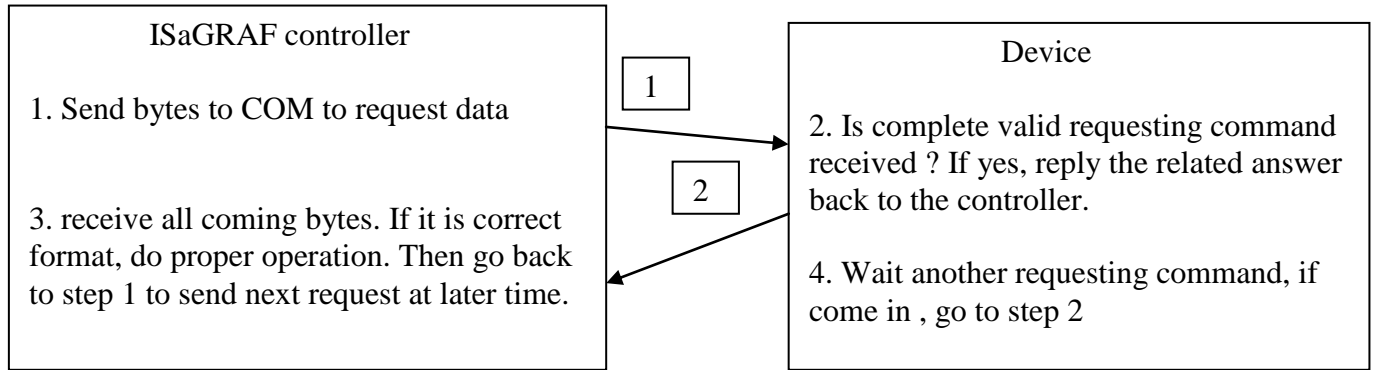 ISaGRAF controller
1. Send bytes to COM to request data
3. receive all coming bytes. If it is correct
format, do proper operation. Then go back
to step 1 to send next request at later time.
1
2
Device
2. Is complete valid requesting command
received ? If yes, reply the related answer
back to the controller.
4. Wait another requesting command, if
come in , go to step 2